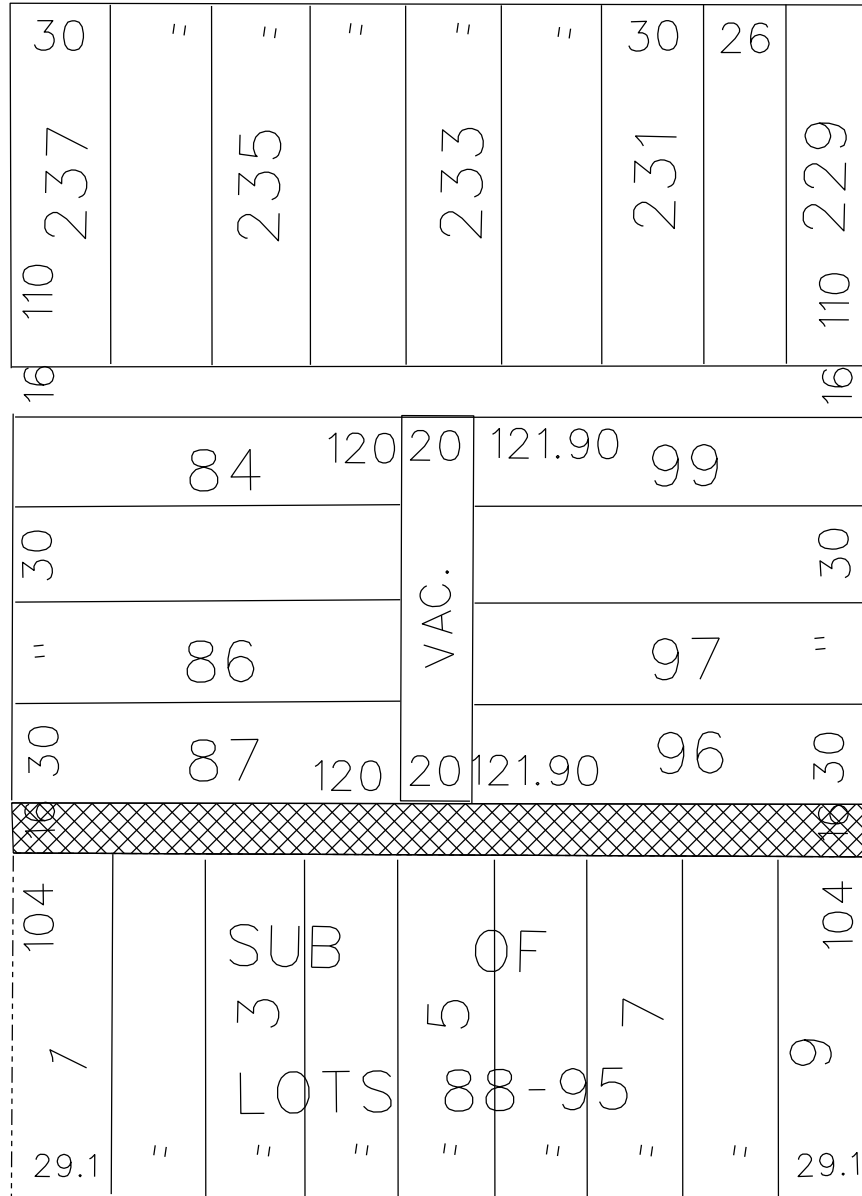 30 " " " " " 30 26
237 235 233 231 229
110 110
16 16
84 120 20 121.90 99
30 VAC. 30
" 86 97 "
30 87 120 20 121.90 96 30
16 16
104 104
SUB OF
1 3 5 7 9
LOTS 88-95
29.1 " " " " " " " 29.1